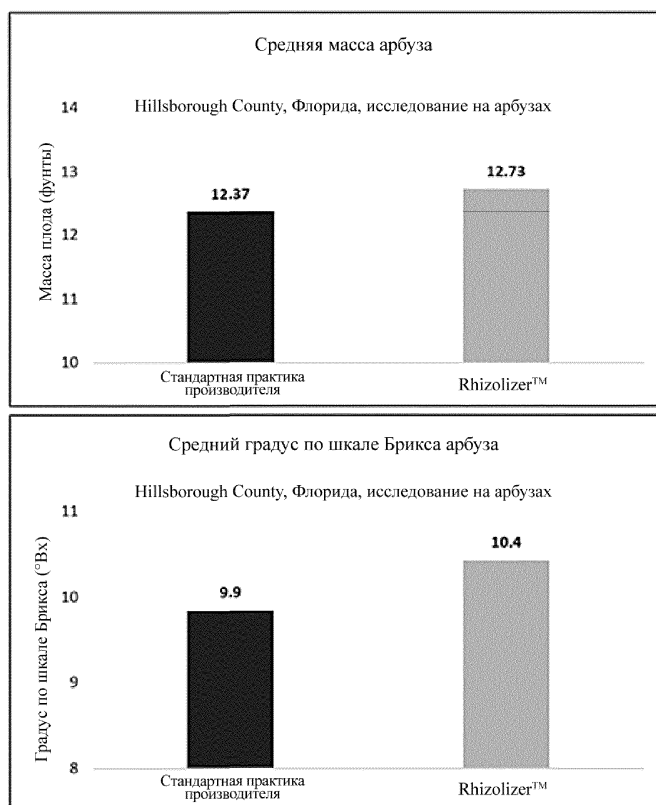 Средняя масса арбуза
Hillsborough County, Флорида, исследование на арбузах
Масса плода (фунты)
14
13
12
11
10
12.37
12.73
Стандартная практика
производителя
Rhizolizer™
Средний градус по шкале Брикса арбуза
Hillsborough County, Флорида, исследование на арбузах
Градус по шкале Брикса (°Bx)
11
10
9
8
9.9
10.4
Стандартная практика
производителя
Rhizolizer™